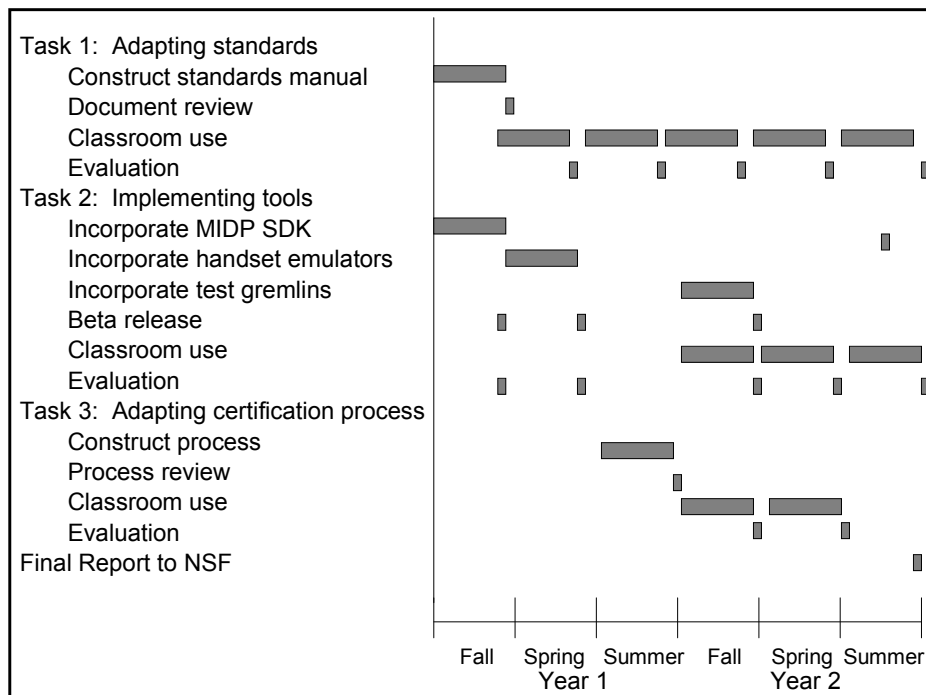 Task 1:  Adapting standards
Construct standards manual
Document review
Classroom use
Evaluation
Task 2:  Implementing tools
Incorporate MIDP SDK
Incorporate handset emulators
Incorporate test gremlins
Beta release
Classroom use
Evaluation
Task 3:  Adapting certification process
Construct process
Process review
Classroom use
Evaluation
Final Report to NSF
Fall Spring Summer Fall Spring Summer
Year 1 Year 2